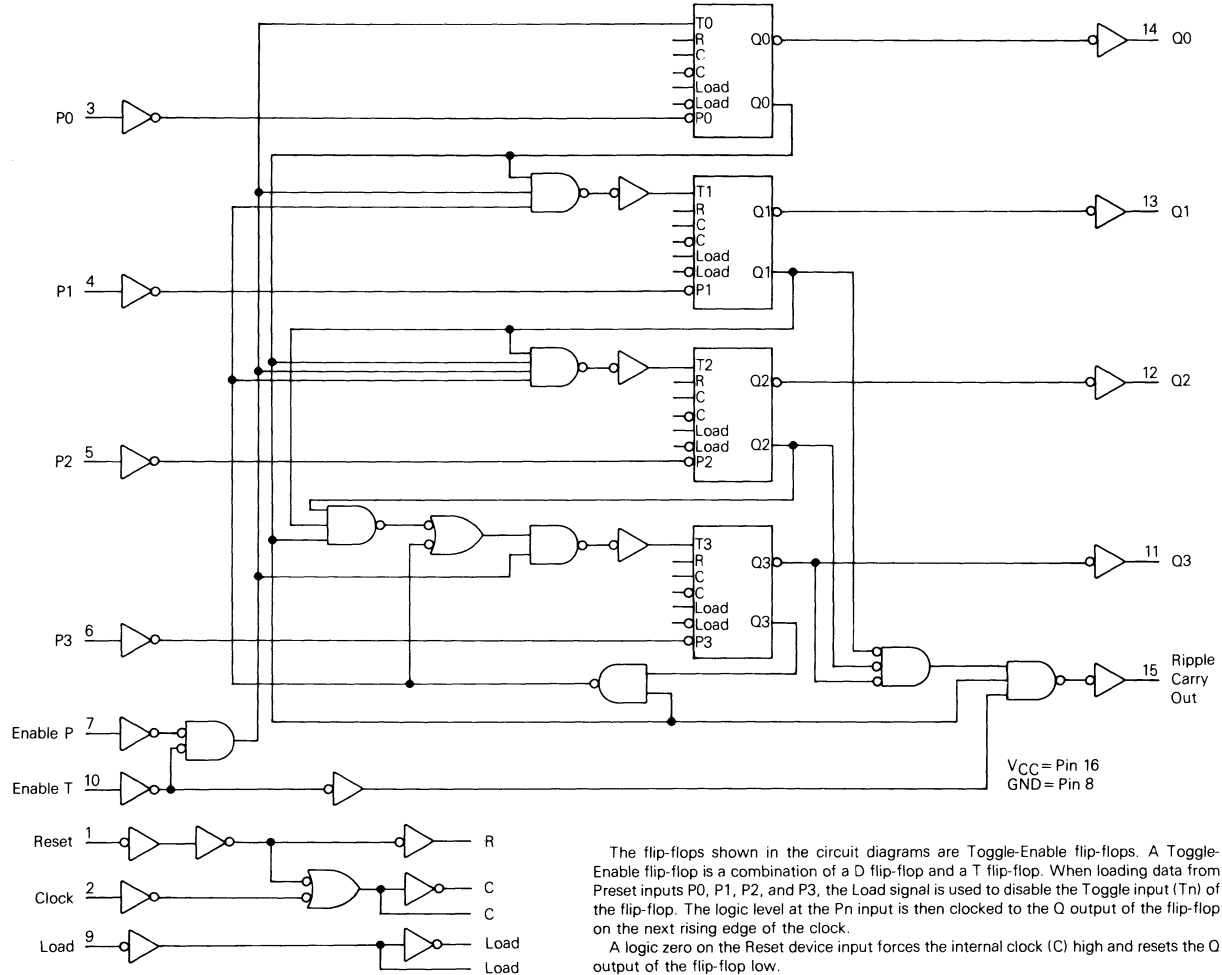 T0
R
C
C
Load
Load
P0
Q0
Q0
14 Q0
P0 3
T1
R
C
C
Load
Load
P1
Q1
Q1
13 Q1
P1 4
T2
R
C
C
Load
Load
P2
Q2
Q2
12 Q2
P2 5
T3
R
C
C
Load
Load
P3
Q3
Q3
11 Q3
P3 6
15 Ripple
Carry
Out
Enable P 7
Enable T 10
VCC = Pin 16
GND = Pin 8
Reset 1
R
Clock 2
C
C
Load 9
Load
Load
The flip-flops shown in the circuit diagrams are Toggle-Enable flip-flops. A Toggle-
Enable flip-flop is a combination of a D flip-flop and a T flip-flop. When loading data from
Preset inputs P0, P1, P2, and P3, the Load signal is used to disable the Toggle input (Tn) of
the flip-flop. The logic level at the Pn input is then clocked to the Q output of the flip-flop
on the next rising edge of the clock.
A logic zero on the Reset device input forces the internal clock (C) high and resets the Q
output of the flip-flop low.